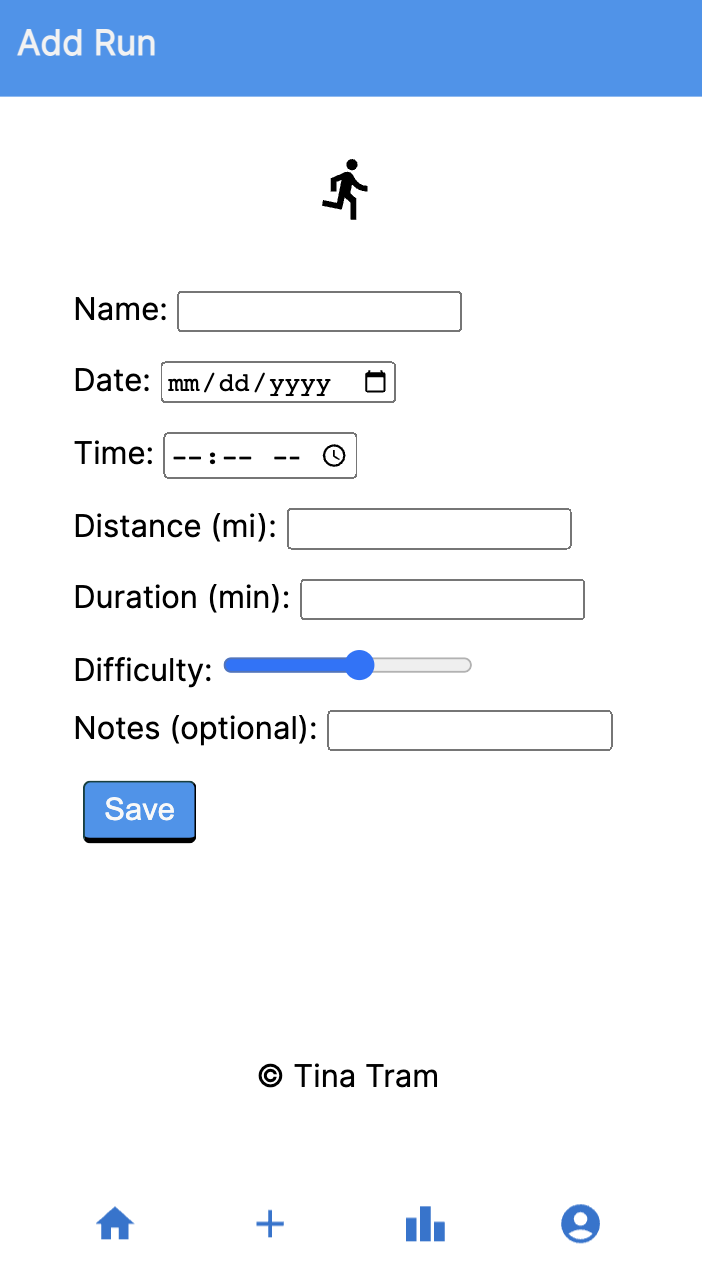 Add Run
Name:
Date: mm/dd/yyyy
Time: --:-- --
Distance (mi):
Duration (min):
Difficulty:
Notes (optional):
Save
© Tina Tram